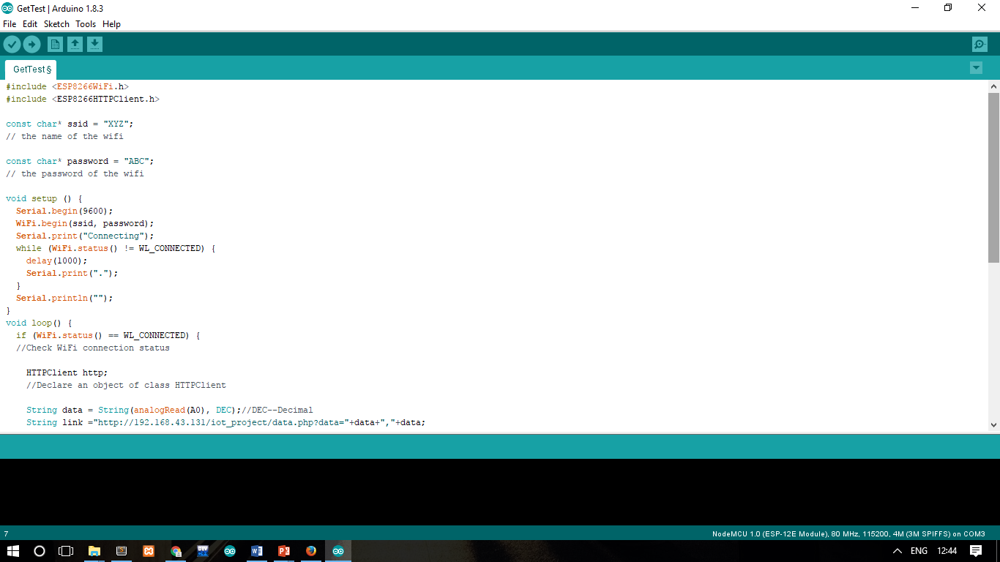 GetTest | Arduino 1.8.3
File Edit Sketch Tools Help
GetTest §
#include <ESP8266WiFi.h>
#include <ESP8266HTTPClient.h>
const char* ssid = "XYZ";
// the name of the wifi
const char* password = "ABC";
// the password of the wifi
void setup () {
Serial.begin(9600);
WiFi.begin(ssid, password);
Serial.print("Connecting");
while (WiFi.status() != WL_CONNECTED) {
delay(1000);
Serial.print(".");
}
Serial.println("");
}
void loop() {
if (WiFi.status() == WL_CONNECTED) {
//Check WiFi connection status
HTTPClient http;
//Declare an object of class HTTPClient
String data = String(analogRead(A0), DEC);//DEC--Decimal
String link ="http://192.168.43.131/iot_project/data.php?data="+data+","+data;
7
NodeMCU 1.0 (ESP-12E Module), 80 MHz, 115200, 4M (3M SPIFFS) on COM3
ENG 12:44